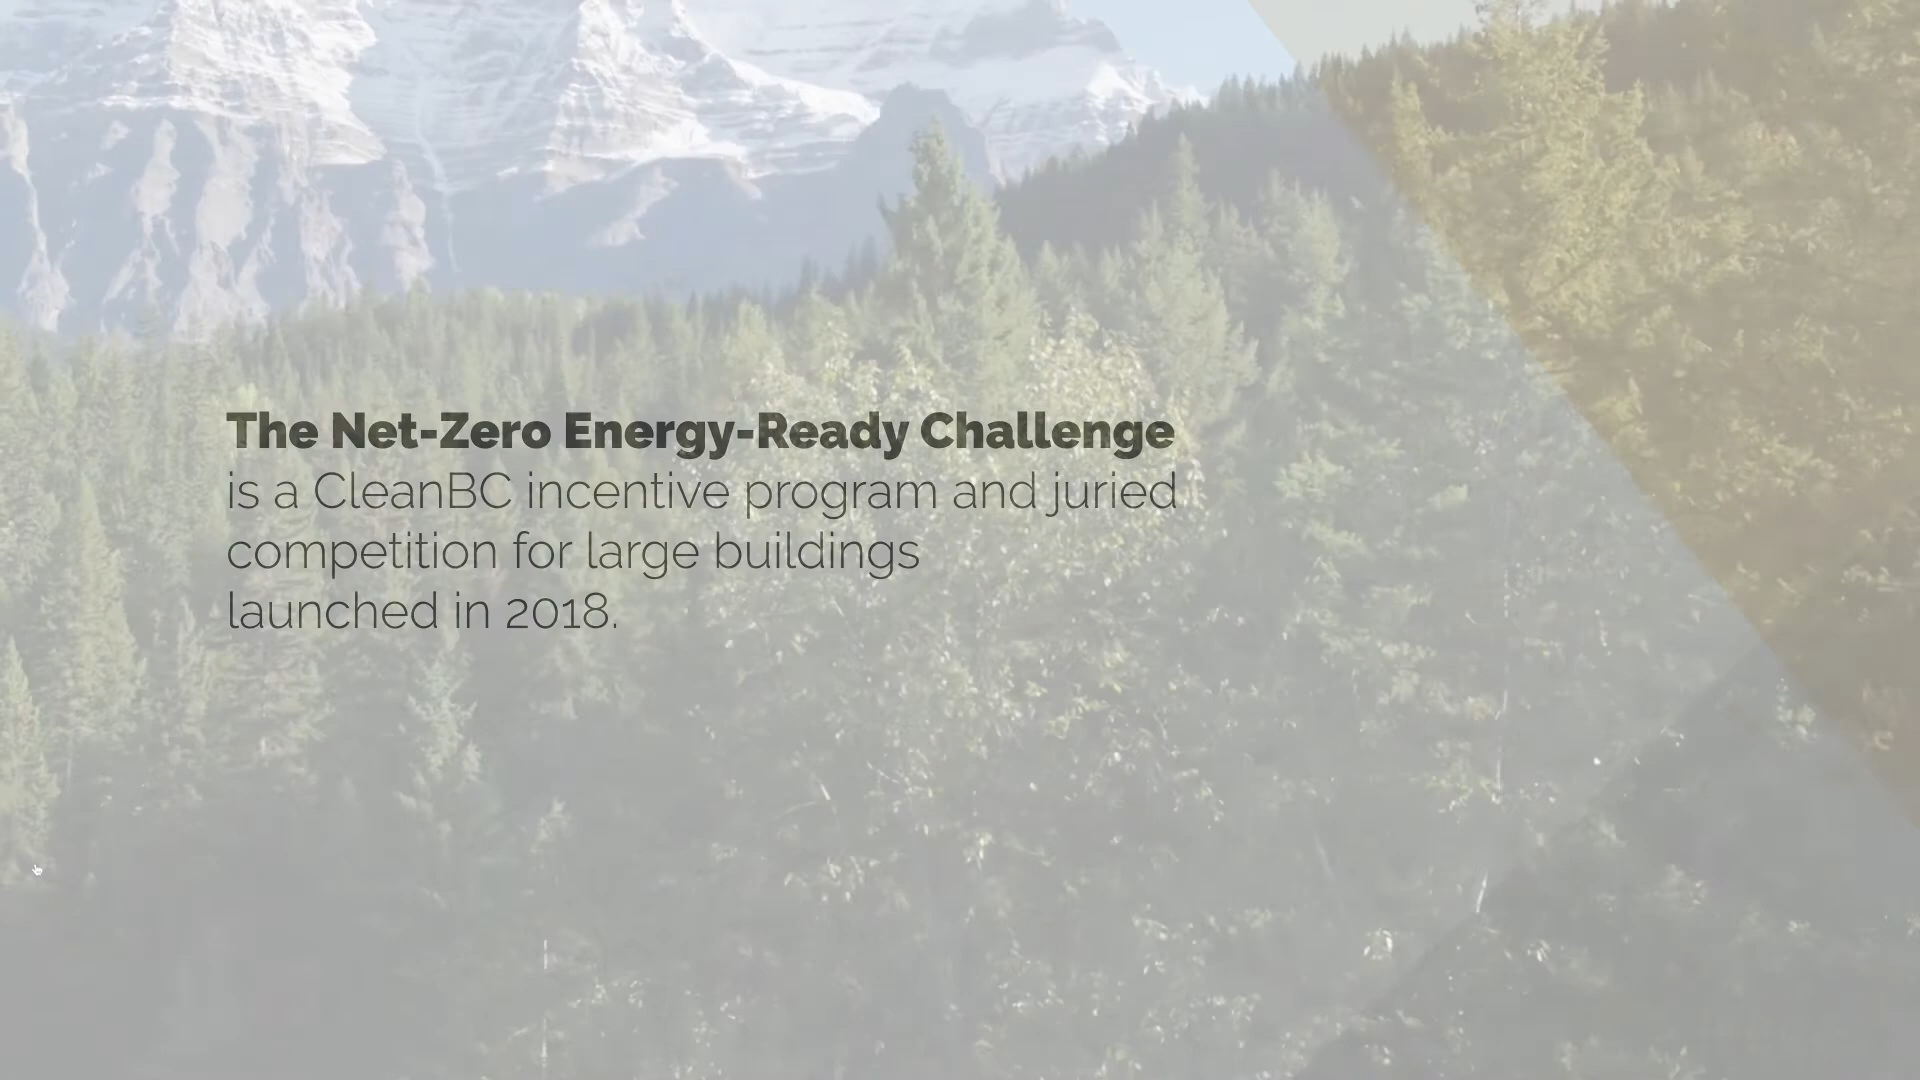 The Net-Zero Energy-Ready Challenge
is a CleanBC incentive program and juried
competition for large buildings
launched in 2018.